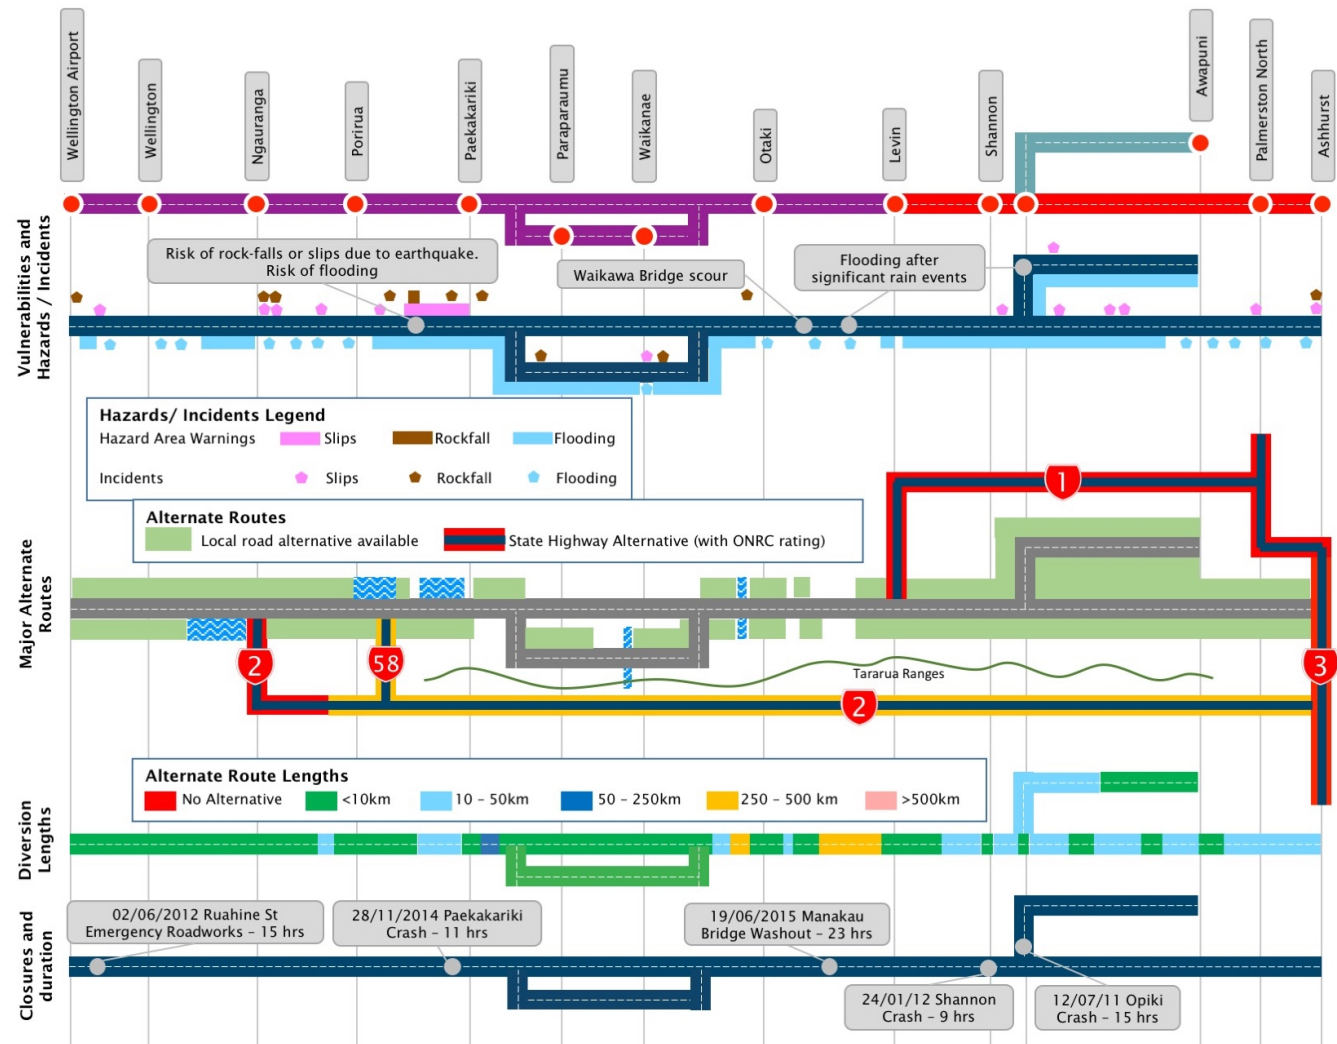 Wellington Airport
Wellington
Ngauranga
Porirua
Paekakariki
Paraparaumu
Waikanae
Otaki
Levin
Shannon
Awapuni
Palmerston North
Ashhurst
Vulnerabilities and
Hazards / Incidents
Risk of rock-falls or slips due to earthquake.
Risk of flooding
Waikawa Bridge scour
Flooding after
significant rain events
Hazards/ Incidents Legend
Hazard Area Warnings Slips Rockfall Flooding
Incidents Slips Rockfall Flooding
Alternate Routes
Local road alternative available State Highway Alternative (with ONRC rating)
Major Alternate
Routes
1
2
58
3
Tararua Ranges
2
Alternate Route Lengths
No Alternative <10km 10 – 50km 50 – 250km 250 – 500 km >500km
Diversion
Lengths
Closures and
duration
02/06/2012 Ruahine St
Emergency Roadworks – 15 hrs
28/11/2014 Paekakariki
Crash – 11 hrs
19/06/2015 Manakau
Bridge Washout – 23 hrs
24/01/12 Shannon
Crash – 9 hrs
12/07/11 Opiki
Crash – 15 hrs